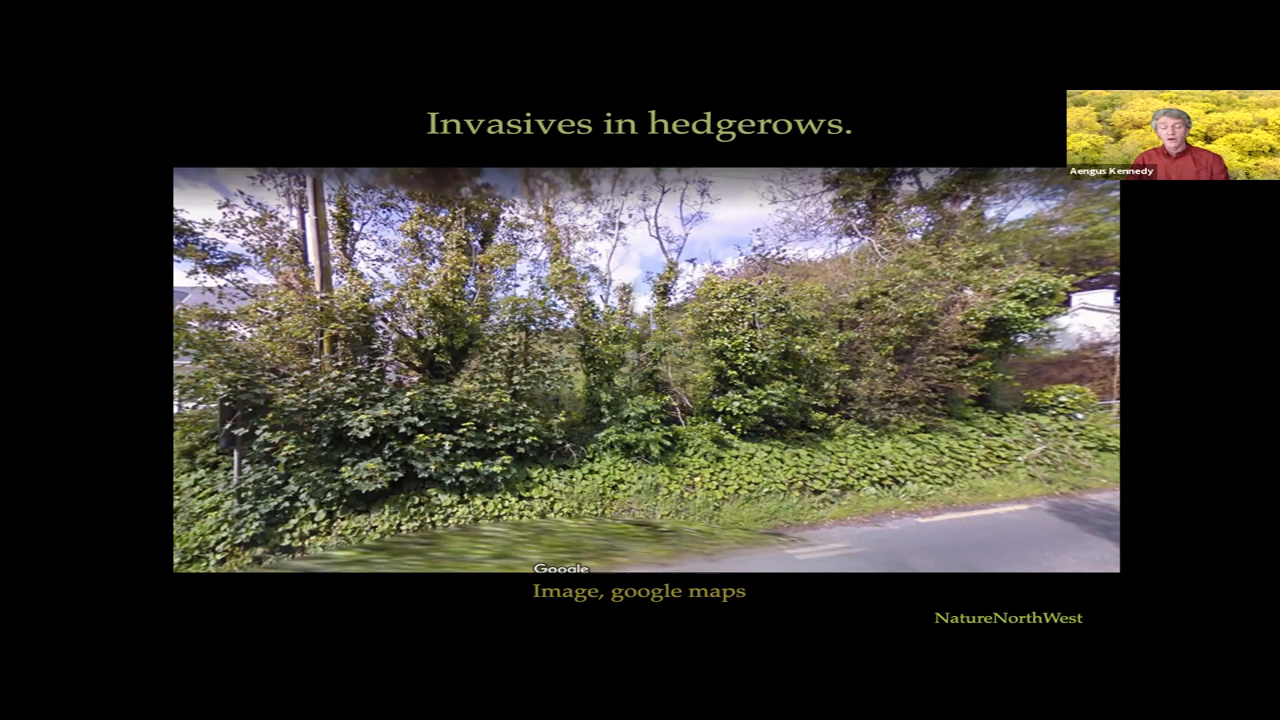 Invasives in hedgerows.
Aengus Kennedy
Google
Image, google maps
NatureNorthWest